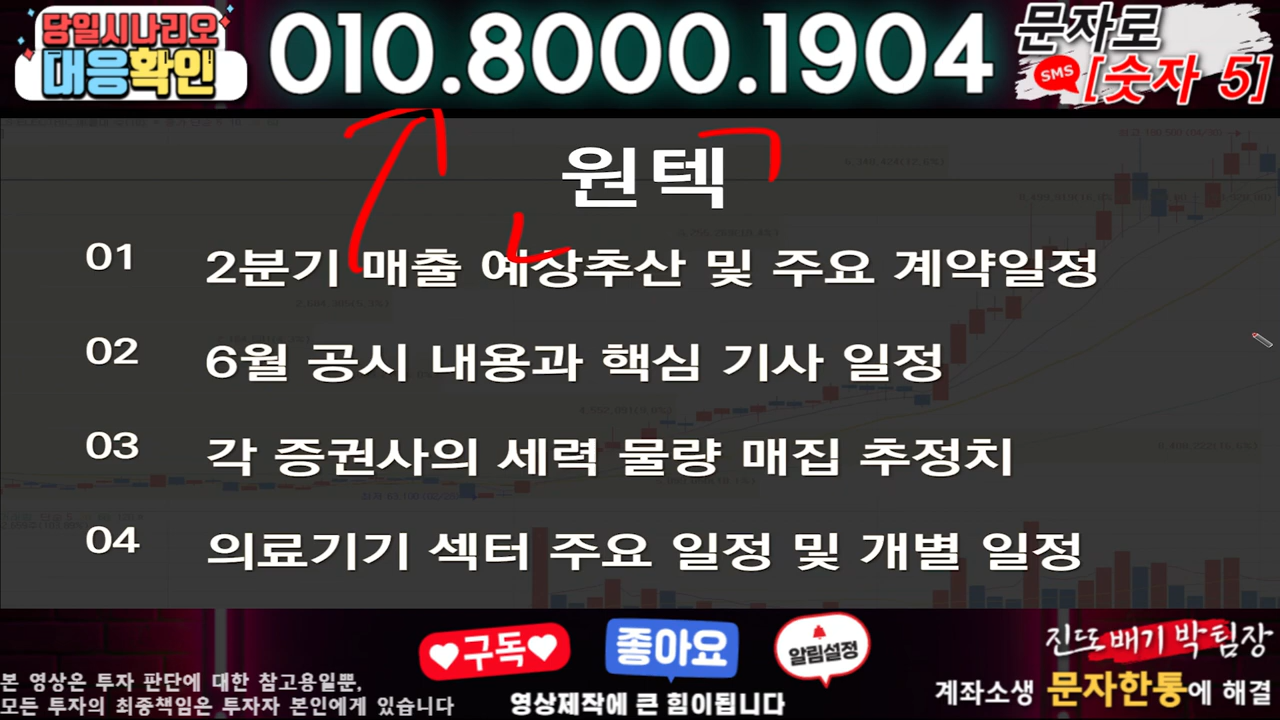 당일시나리오
대응확인
010.8000.1904
문자로
SMS
[숫자 5]
원텍
01 2분기 매출 예상추산 및 주요 계약일정
02 6월 공시 내용과 핵심 기사 일정
03 각 증권사의 세력 물량 매집 추정치
04 의료기기 섹터 주요 일정 및 개별 일정
구독
좋아요
알림설정
진또배기 박팀장
본 영상은 투자 판단에 대한 참고용일뿐,
모든 투자의 최종책임은 투자자 본인에게 있습니다
영상제작에 큰 힘이됩니다
계좌소생 문자한통에 해결